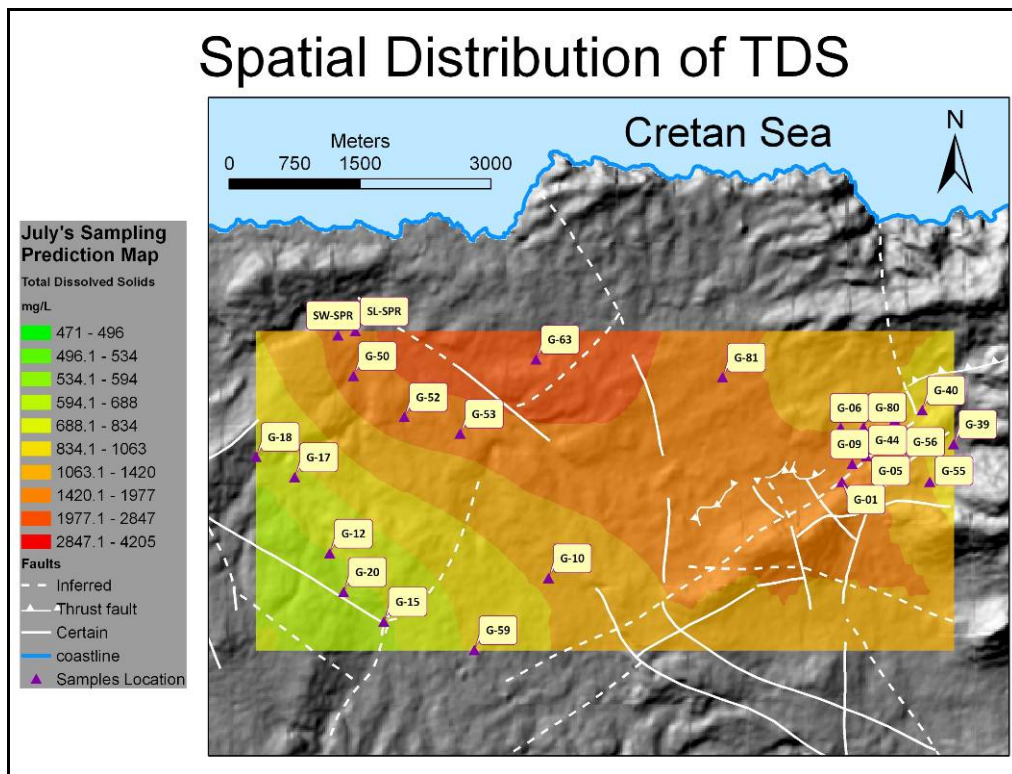 Spatial Distribution of TDS
Meters
0 750 1500 3000
Cretan Sea
N
July's Sampling
Prediction Map
Total Dissolved Solids
mg/L
471 - 496
496.1 - 534
534.1 - 594
594.1 - 688
688.1 - 834
834.1 - 1063
1063.1 - 1420
1420.1 - 1977
1977.1 - 2847
2847.1 - 4205
Faults
Inferred
Thrust fault
Certain
coastline
Samples Location
SW-SPR
SL-SPR
G-63
G-50
G-81
G-52
G-53
G-40
G-06
G-80
G-39
G-18
G-17
G-09
G-44
G-56
G-05
G-55
G-01
G-12
G-20
G-10
G-15
G-59